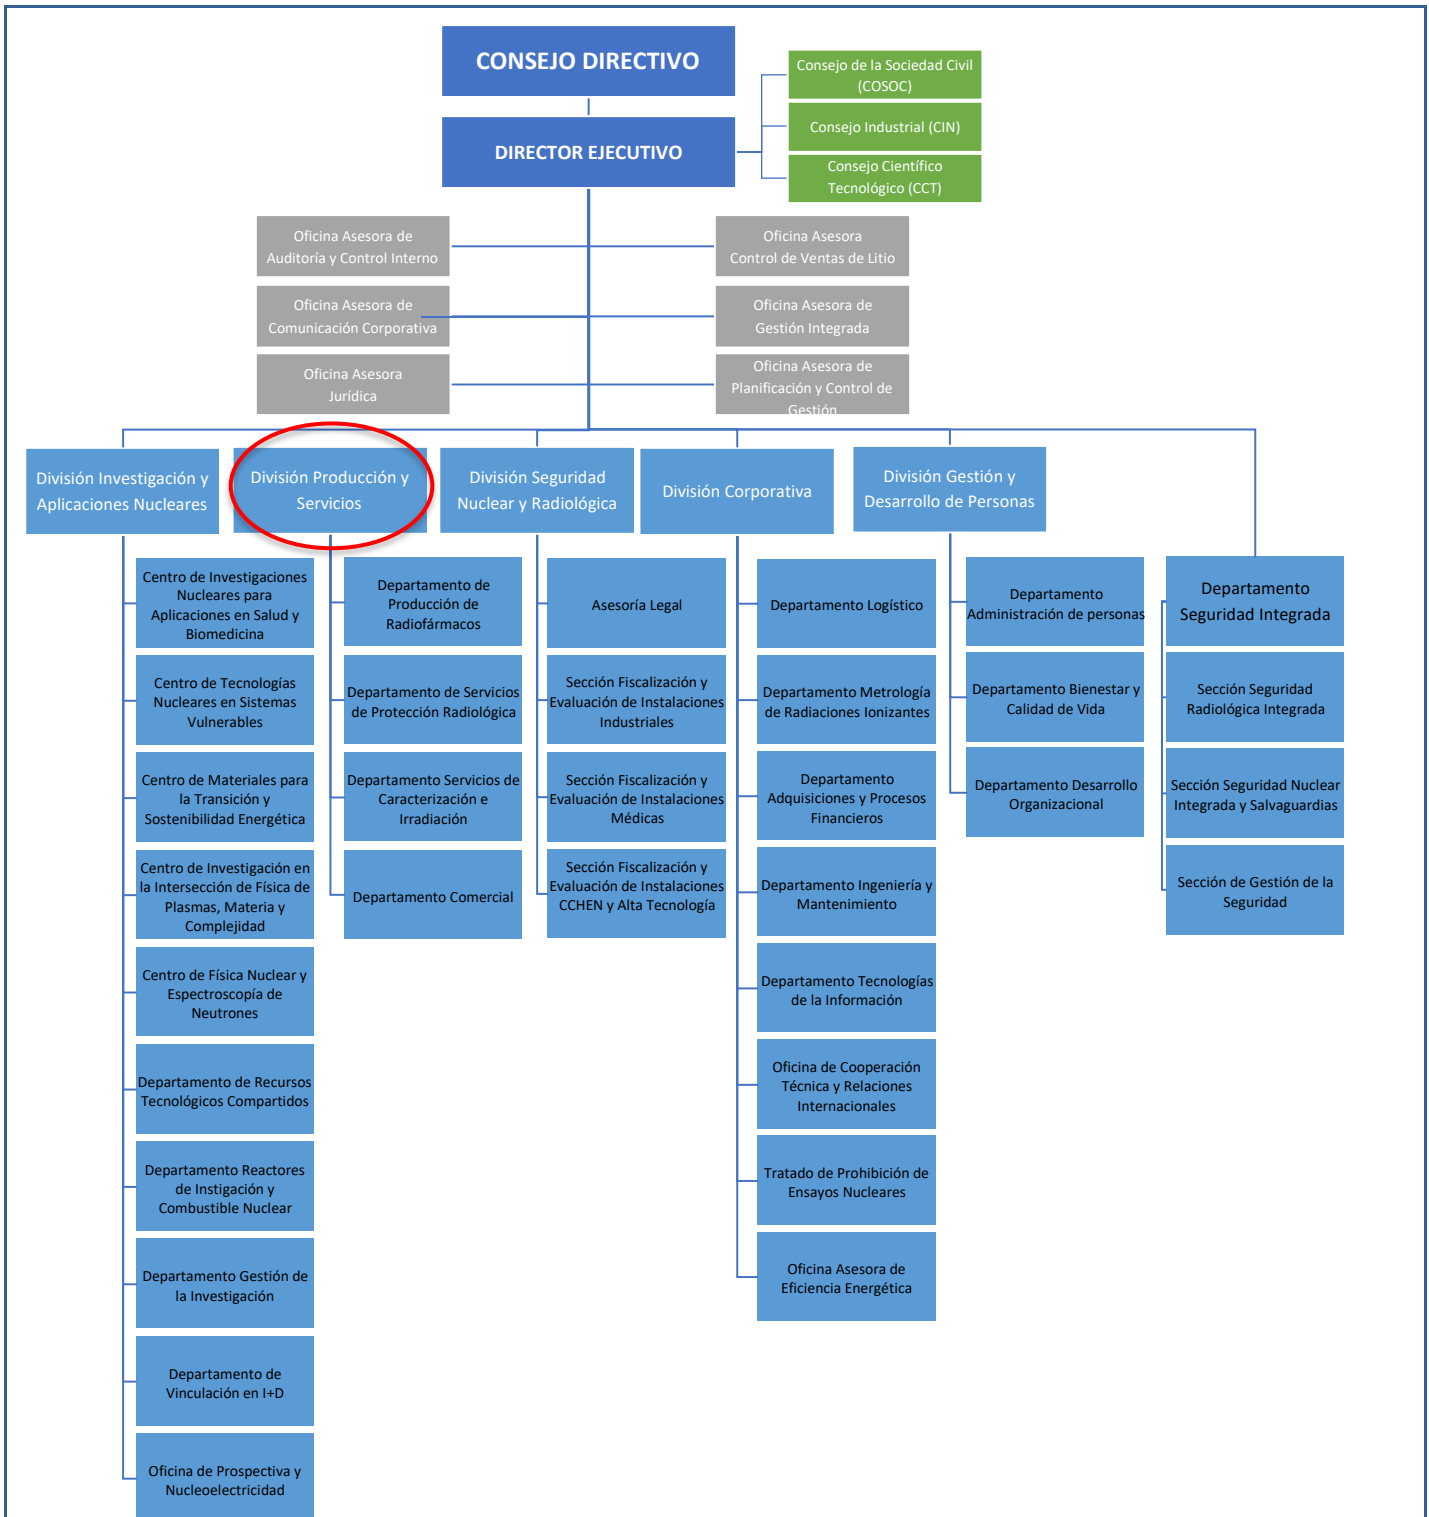 CONSEJO DIRECTIVO
Consejo de la Sociedad Civil
(COSOC)
Consejo Industrial (CIN)
DIRECTOR EJECUTIVO
Consejo Científico
Tecnológico (CCT)
Oficina Asesora de
Auditoría y Control Interno
Oficina Asesora
Control de Ventas de Litio
Oficina Asesora de
Comunicación Corporativa
Oficina Asesora de
Gestión Integrada
Oficina Asesora
Jurídica
Oficina Asesora de
Planificación y Control de
Gestión
División Investigación y
Aplicaciones Nucleares
División Producción y
Servicios
División Seguridad
Nuclear y Radiológica
División Corporativa
División Gestión y
Desarrollo de Personas
Centro de Investigaciones
Nucleares para
Aplicaciones en Salud y
Biomedicina
Centro de Tecnologías
Nucleares en Sistemas
Vulnerables
Centro de Materiales para
la Transición y
Sostenibilidad Energética
Centro de Investigación en
la Intersección de Física de
Plasmas, Materia y
Complejidad
Centro de Física Nuclear y
Espectroscopía de
Neutrones
Departamento de Recursos
Tecnológicos Compartidos
Departamento Reactores
de Instigación y
Combustible Nuclear
Departamento Gestión de
la Investigación
Departamento de
Vinculación en I+D
Oficina de Prospectiva y
Nucleoelectricidad
Departamento de
Producción de
Radiofármacos
Departamento de Servicios
de Protección Radiológica
Departamento Servicios de
Caracterización e
Irradiación
Departamento Comercial
Asesoría Legal
Sección Fiscalización y
Evaluación de Instalaciones
Industriales
Sección Fiscalización y
Evaluación de Instalaciones
Médicas
Sección Fiscalización y
Evaluación de Instalaciones
CCHEN y Alta Tecnología
Departamento Logístico
Departamento Metrología
de Radiaciones Ionizantes
Departamento
Adquisiciones y Procesos
Financieros
Departamento Ingeniería y
Mantenimiento
Departamento Tecnologías
de la Información
Oficina de Cooperación
Técnica y Relaciones
Internacionales
Tratado de Prohibición de
Ensayos Nucleares
Oficina Asesora de
Eficiencia Energética
Departamento
Administración de personas
Departamento Bienestar y
Calidad de Vida
Departamento Desarrollo
Organizacional
Departamento
Seguridad Integrada
Sección Seguridad
Radiológica Integrada
Sección Seguridad Nuclear
Integrada y Salvaguardias
Sección de Gestión de la
Seguridad